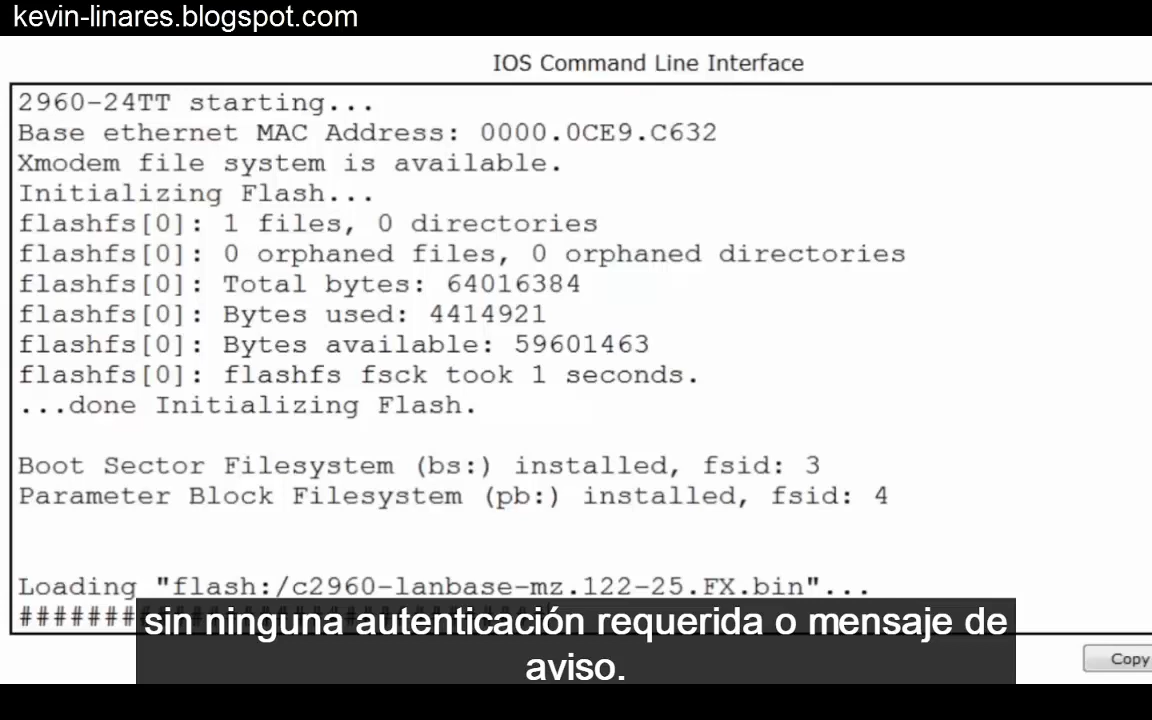 kevin-linares.blogspot.com
IOS Command Line Interface
2960-24TT starting...
Base ethernet MAC Address: 0000.0CE9.C632
Xmodem file system is available.
Initializing Flash...
flashfs[0]: 1 files, 0 directories
flashfs[0]: 0 orphaned files, 0 orphaned directories
flashfs[0]: Total bytes: 64016384
flashfs[0]: Bytes used: 4414921
flashfs[0]: Bytes available: 59601463
flashfs[0]: flashfs fsck took 1 seconds.
...done Initializing Flash.
Boot Sector Filesystem (bs:) installed, fsid: 3
Parameter Block Filesystem (pb:) installed, fsid: 4
Loading "flash:/c2960-lanbase-mz.122-25.FX.bin"...
#######
sin ninguna autenticación requerida o mensaje de
aviso.
Copy